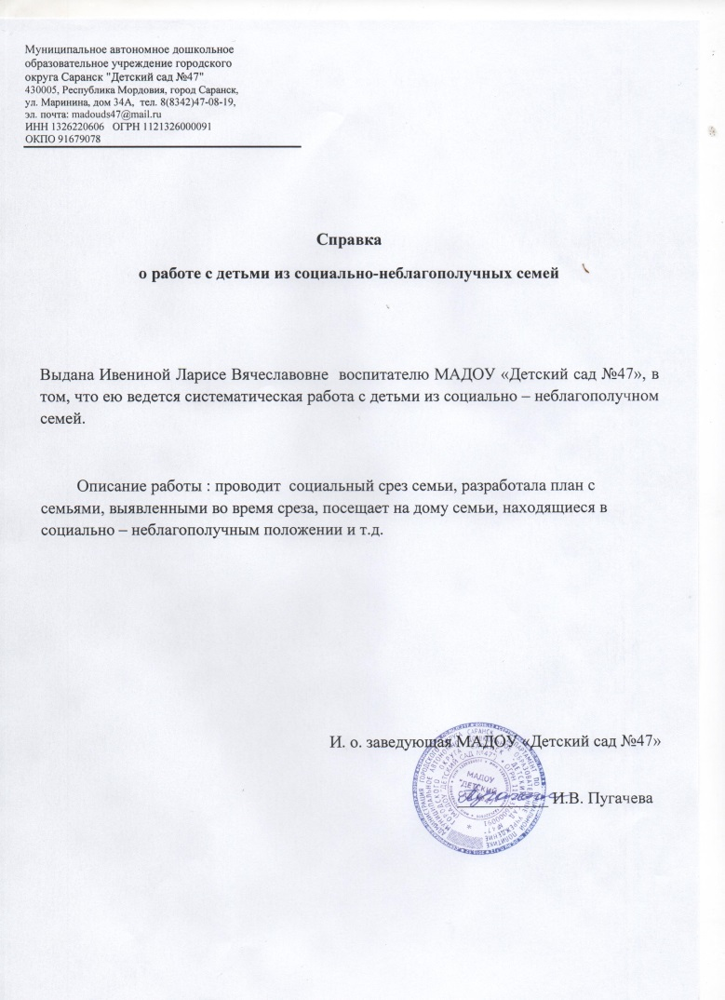 Муниципальное автономное дошкольное
образовательное учреждение городского
округа Саранск "Детский сад №47"
430005, Республика Мордовия, город Саранск,
ул. Маринина, дом 34А, тел. 8(8342)47-08-19,
эл. почта: madouds47@mail.ru
ИНН 1326220606 ОГРН 1121326000091
ОКПО 91679078
Справка
о работе с детьми из социально-неблагополучных семей
Выдана Ивениной Ларисе Вячеславовне воспитателю МАДОУ «Детский сад №47», в
том, что ею ведется систематическая работа с детьми из социально – неблагополучном
семей.
Описание работы : проводит социальный срез семьи, разработала план с
семьями, выявленными во время среза, посещает на дому семьи, находящиеся в
социально – неблагополучным положении и т.д.
И. о. заведующая МАДОУ «Детский сад №47»
МАДОУ
"ДЕТСКИЙ
И.В. Пугачева